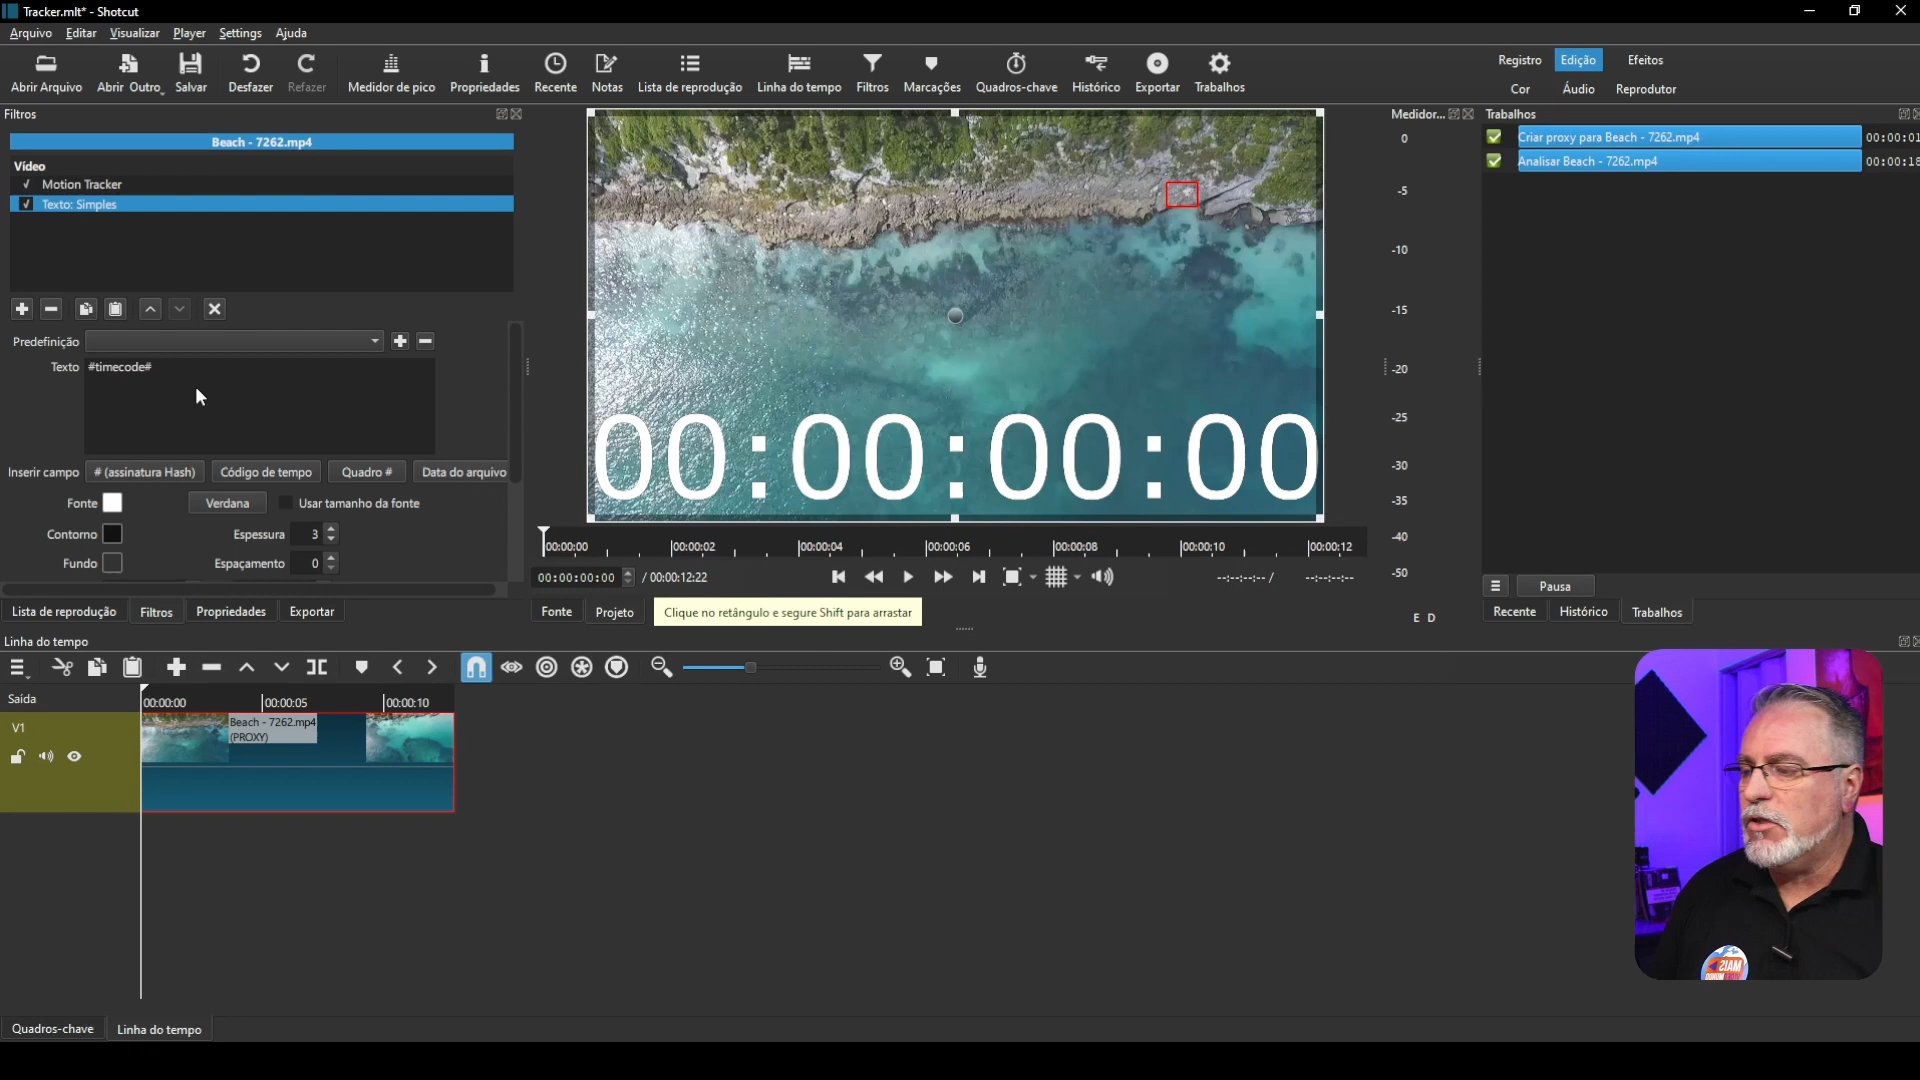 Tracker.mlt* - Shotcut
Arquivo Editar Visualizar Player Settings Ajuda
Abrir Arquivo Abrir Outro Salvar Desfazer Refazer Medidor de pico Propriedades Recente Notas Lista de reprodução Linha do tempo Filtros Marcações Quadros-chave Histórico Exportar Trabalhos
Registro Edição Efeitos
Cor Áudio Reprodutor
Filtros
Beach - 7262.mp4
Vídeo
✓ Motion Tracker
✓ Texto: Simples
Predefinição
Texto #timecode#
Inserir campo # (assinatura Hash) Código de tempo Quadro # Data do arquivo
Fonte Verdana Usar tamanho da fonte
Contorno Espessura 3
Fundo Espaçamento 0
Lista de reprodução Filtros Propriedades Exportar
00:00:00:00
00:00:00 00:00:02 00:00:04 00:00:06 00:00:08 00:00:10 00:00:12
00:00:00:00 / 00:00:12:22 --:--:--:-- / --:--:--:--
Fonte Projeto Clique no retângulo e segure Shift para arrastar
Medidor...
0
-5
-10
-15
-20
-25
-30
-35
-40
-50
E D
Trabalhos
Criar proxy para Beach - 7262.mp4 00:00:01
Analisar Beach - 7262.mp4 00:00:18
Pausa
Recente Histórico Trabalhos
Linha do tempo
Saída 00:00:00 00:00:05 00:00:10
V1
Beach - 7262.mp4
(PROXY)
Quadros-chave Linha do tempo